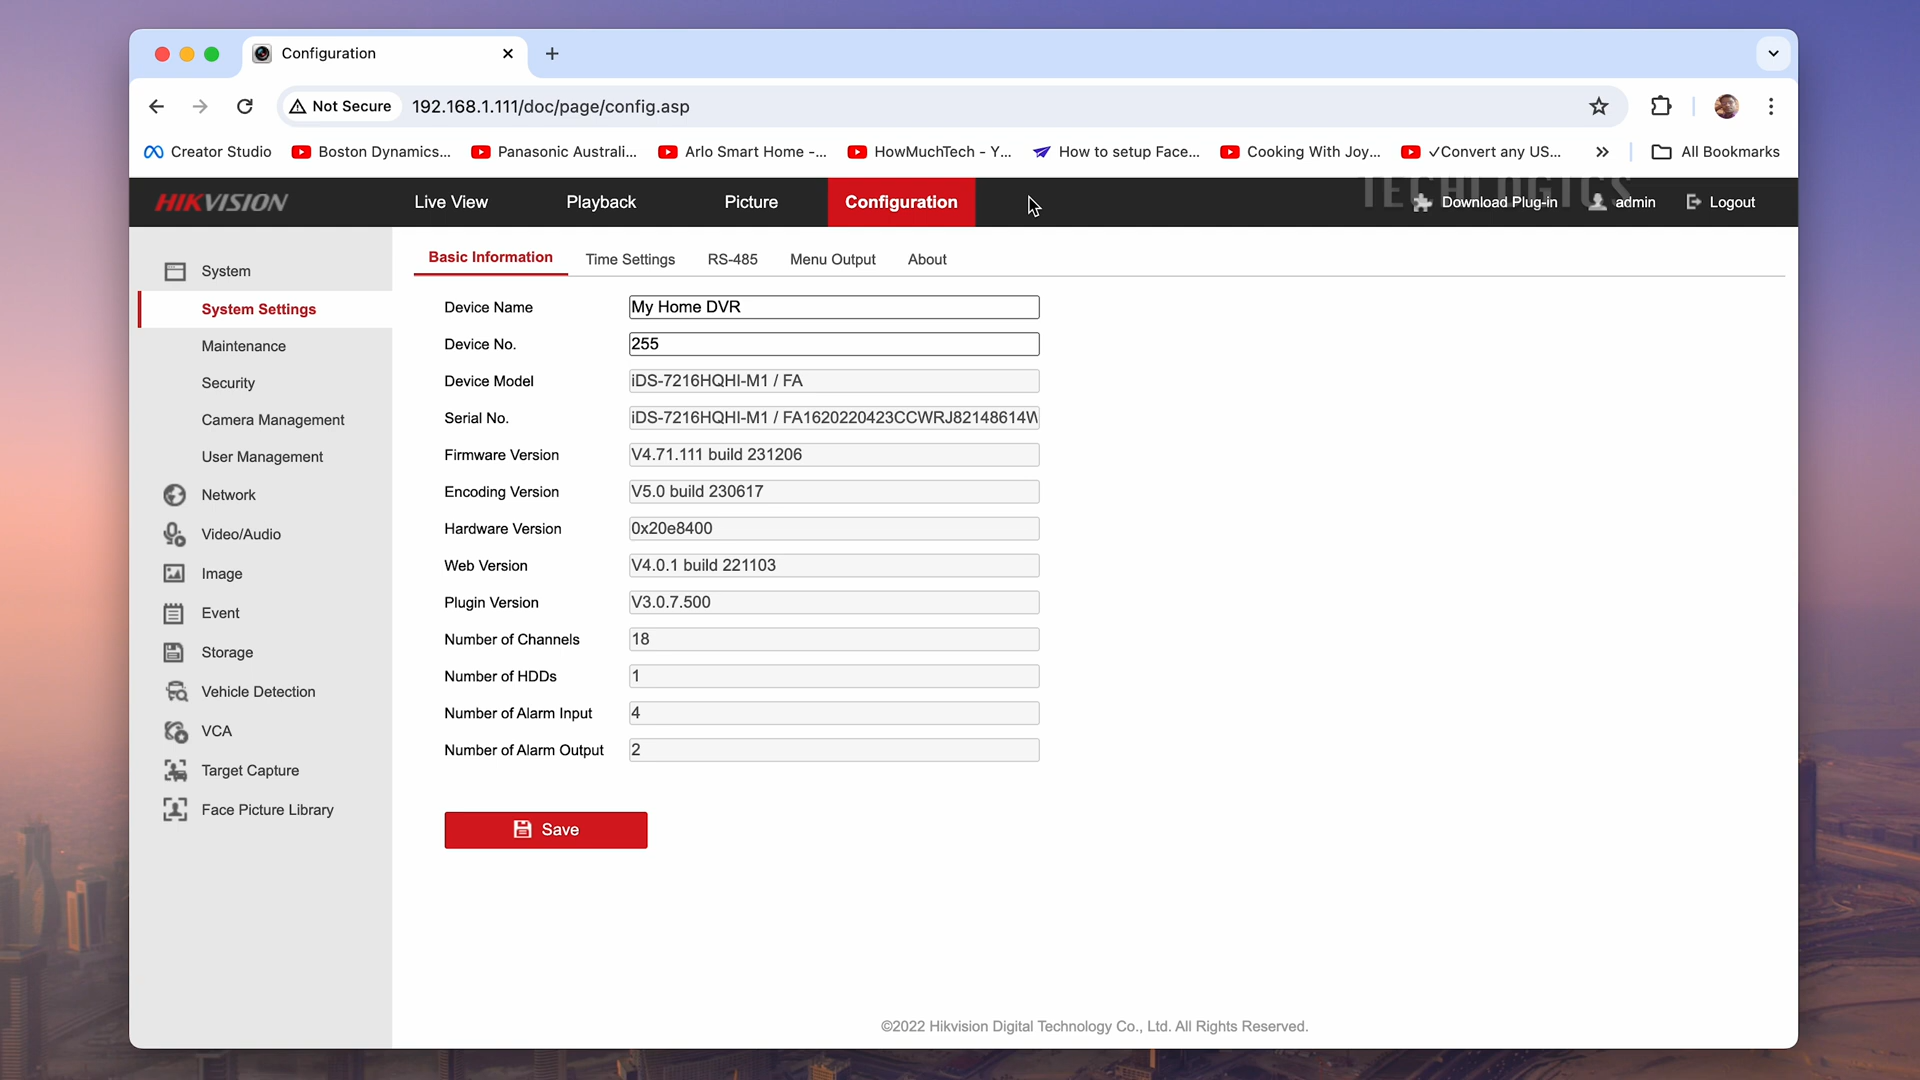 Configuration
Not Secure 192.168.1.111/doc/page/config.asp
Creator Studio Boston Dynamics... Panasonic Australi... Arlo Smart Home -... HowMuchTech - Y... How to setup Face... Cooking With Joy... ✓Convert any US... All Bookmarks
HIKVISION Live View Playback Picture Configuration TECHLOGICS Download Plug-in admin Logout
System
System Settings
Maintenance
Security
Camera Management
User Management
Network
Video/Audio
Image
Event
Storage
Vehicle Detection
VCA
Target Capture
Face Picture Library
Basic Information Time Settings RS-485 Menu Output About
Device Name My Home DVR
Device No. 255
Device Model iDS-7216HQHI-M1 / FA
Serial No. iDS-7216HQHI-M1 / FA1620220423CCWRJ82148614W
Firmware Version V4.71.111 build 231206
Encoding Version V5.0 build 230617
Hardware Version 0x20e8400
Web Version V4.0.1 build 221103
Plugin Version V3.0.7.500
Number of Channels 18
Number of HDDs 1
Number of Alarm Input 4
Number of Alarm Output 2
Save
©2022 Hikvision Digital Technology Co., Ltd. All Rights Reserved.